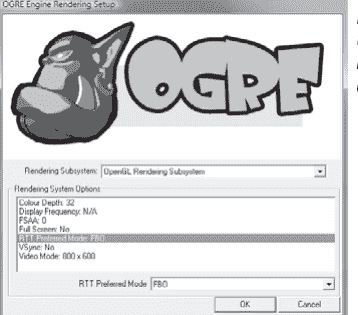 OGRE Engine Rendering Setup
OGRE
Rendering Subsystem: OpenGL Rendering Subsystem
Rendering System Options
Colour Depth: 32
Display Frequency: N/A
FSAA: 0
Full Screen: No
RTT Preferred Mode: FBO
VSync: No
Video Mode: 800 x 600
RTT Preferred Mode FBO
OK Cancel